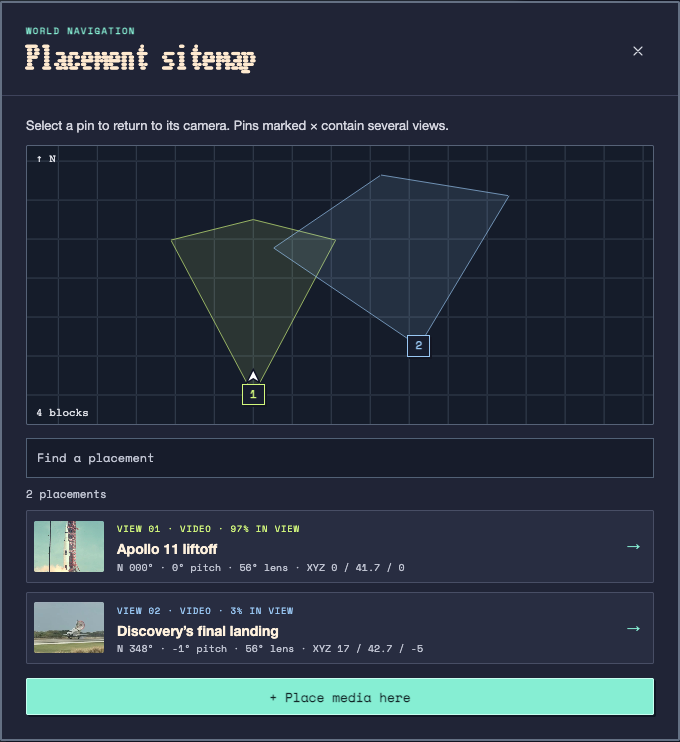 WORLD NAVIGATION
Placement sitemap
×
Select a pin to return to its camera. Pins marked × contain several views.
↑ N
2
1
4 blocks
Find a placement
2 placements
VIEW 01 · VIDEO · 97% IN VIEW
Apollo 11 liftoff
N 000° · 0° pitch · 56° lens · XYZ 0 / 41.7 / 0
→
VIEW 02 · VIDEO · 3% IN VIEW
Discovery's final landing
N 348° · -1° pitch · 56° lens · XYZ 17 / 42.7 / -5
→
+ Place media here